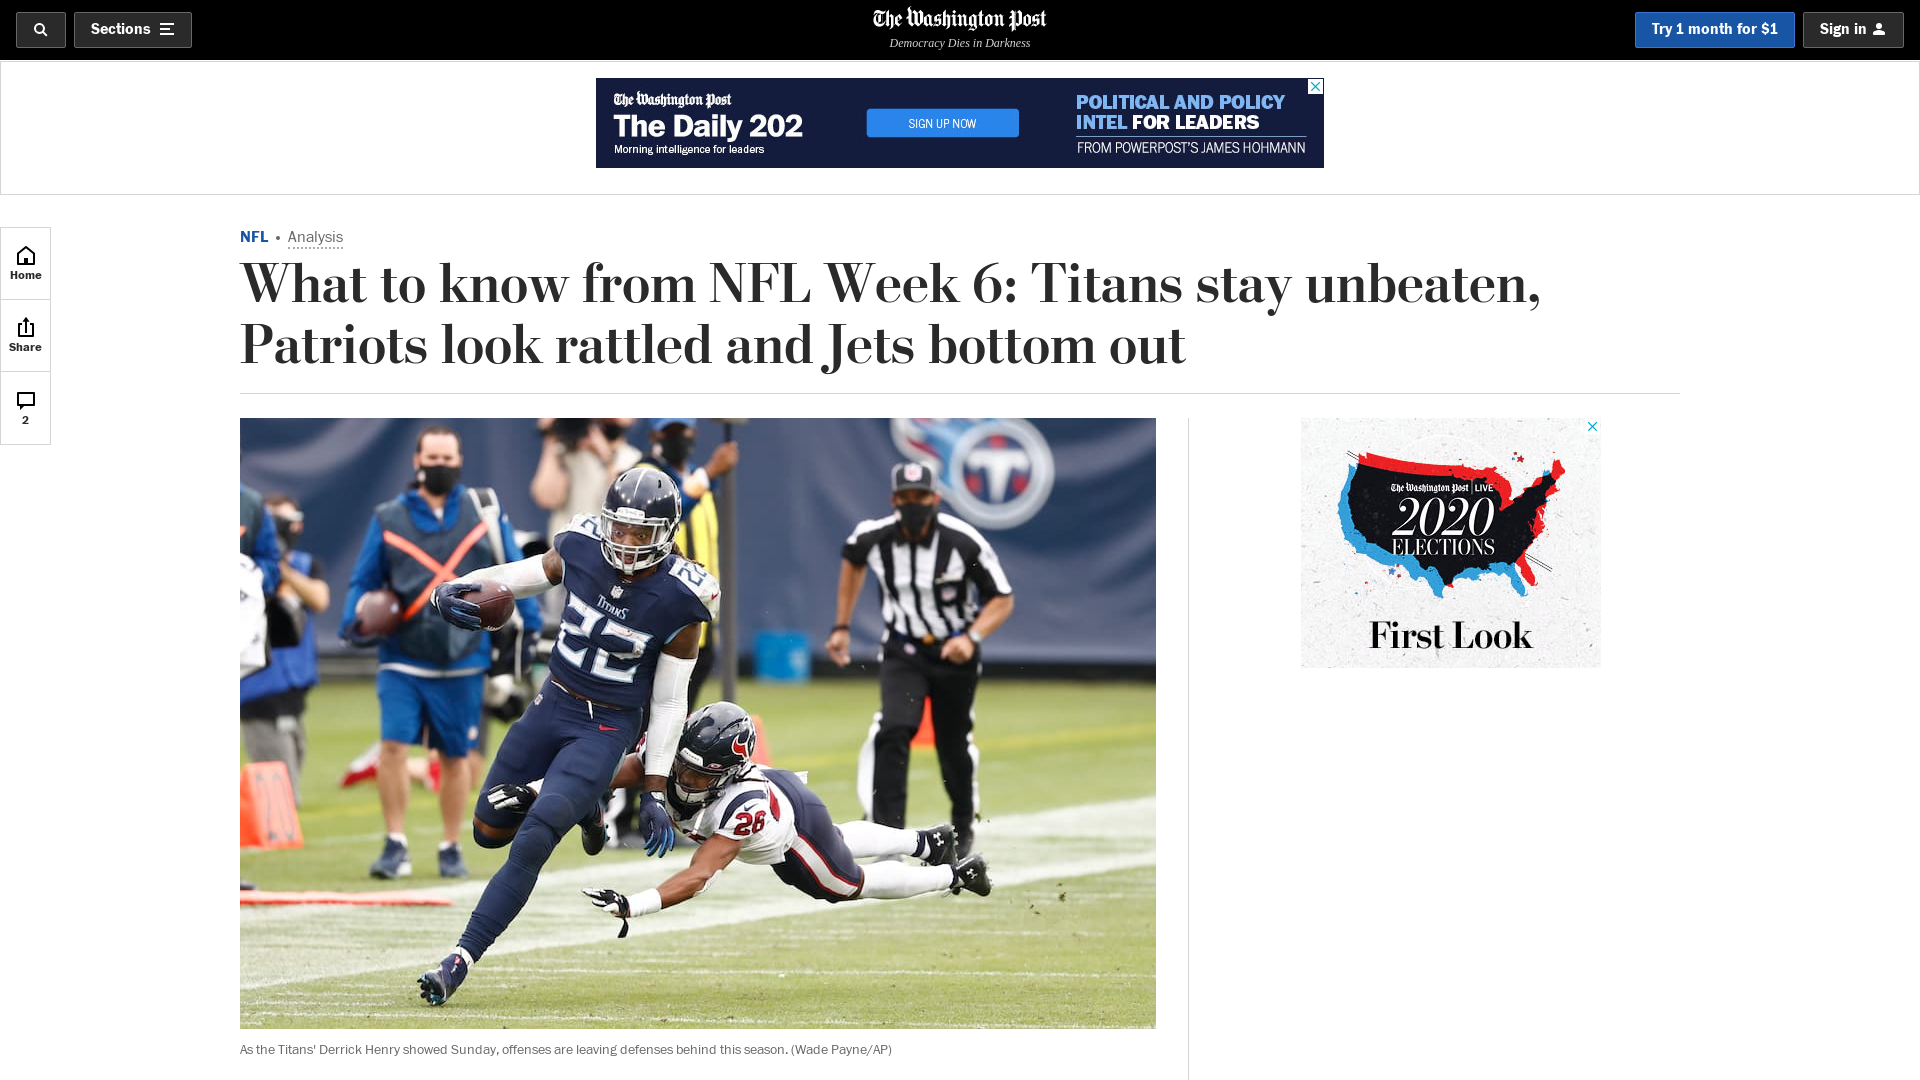 Sections
The Washington Post
Democracy Dies in Darkness
Try 1 month for $1
Sign in
The Washington Post
The Daily 202
Morning intelligence for leaders
SIGN UP NOW
POLITICAL AND POLICY
INTEL FOR LEADERS
FROM POWERPOST'S JAMES HOHMANN
Home
Share
2
NFL • Analysis
What to know from NFL Week 6: Titans stay unbeaten,
Patriots look rattled and Jets bottom out
22
22
TITANS
22
26
T
The Washington Post LIVE
2020
ELECTIONS
First Look
As the Titans' Derrick Henry showed Sunday, offenses are leaving defenses behind this season. (Wade Payne/AP)